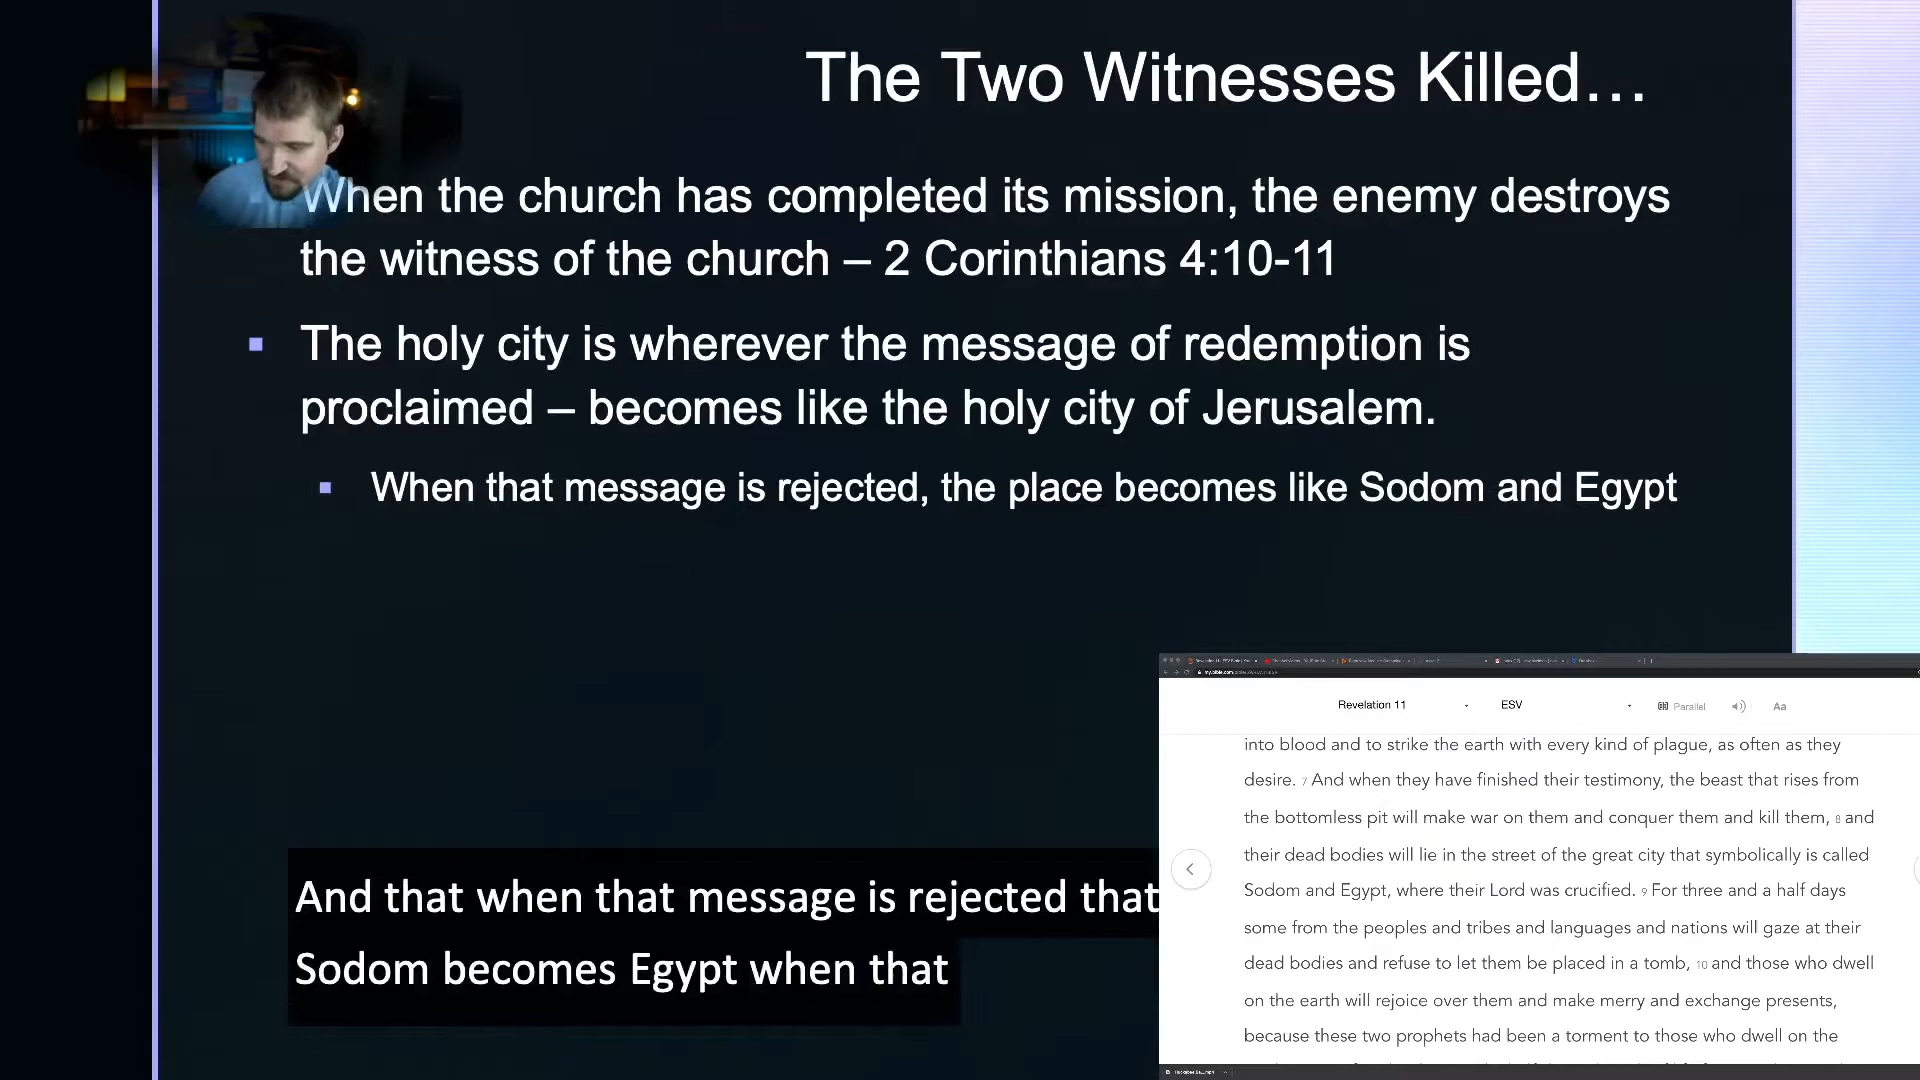 The Two Witnesses Killed…
When the church has completed its mission, the enemy destroys
the witness of the church – 2 Corinthians 4:10-11
The holy city is wherever the message of redemption is
proclaimed – becomes like the holy city of Jerusalem.
When that message is rejected, the place becomes like Sodom and Egypt
And that when that message is rejected that
Sodom becomes Egypt when that
Revelation 11 ESV Parallel Aa
into blood and to strike the earth with every kind of plague, as often as they
desire. 7 And when they have finished their testimony, the beast that rises from
the bottomless pit will make war on them and conquer them and kill them, 8 and
their dead bodies will lie in the street of the great city that symbolically is called
Sodom and Egypt, where their Lord was crucified. 9 For three and a half days
some from the peoples and tribes and languages and nations will gaze at their
dead bodies and refuse to let them be placed in a tomb, 10 and those who dwell
on the earth will rejoice over them and make merry and exchange presents,
because these two prophets had been a torment to those who dwell on the